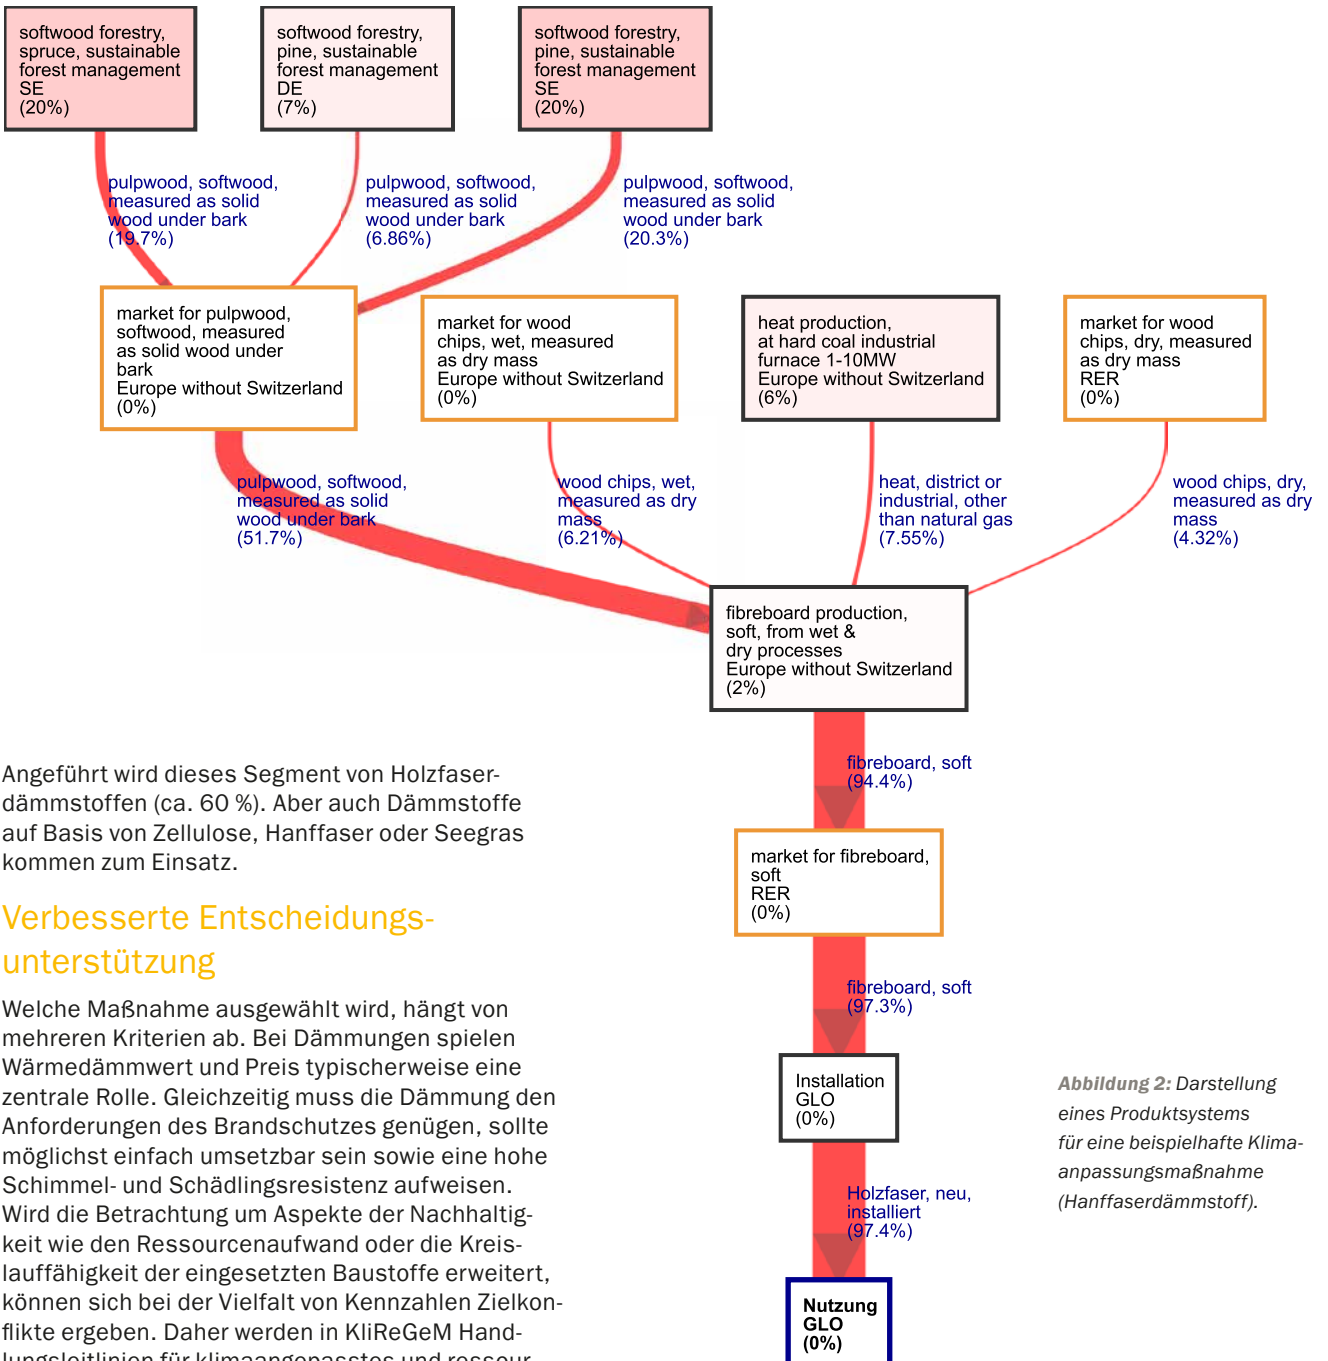 softwood forestry,
spruce, sustainable
forest management
SE
(20%)
softwood forestry,
pine, sustainable
forest management
DE
(7%)
softwood forestry,
pine, sustainable
forest management
SE
(20%)
pulpwood, softwood,
measured as solid
wood under bark
(19.7%)
pulpwood, softwood,
measured as solid
wood under bark
(6.86%)
pulpwood, softwood,
measured as solid
wood under bark
(20.3%)
market for pulpwood,
softwood, measured
as solid wood under
bark
Europe without Switzerland
(0%)
market for wood
chips, wet, measured
as dry mass
Europe without Switzerland
(0%)
heat production,
at hard coal industrial
furnace 1-10MW
Europe without Switzerland
(6%)
market for wood
chips, dry, measured
as dry mass
RER
(0%)
pulpwood, softwood,
measured as solid
wood under bark
(51.7%)
wood chips, wet,
measured as dry
mass
(6.21%)
heat, district or
industrial, other
than natural gas
(7.55%)
wood chips, dry,
measured as dry
mass
(4.32%)
fibreboard production,
soft, from wet &
dry processes
Europe without Switzerland
(2%)
fibreboard, soft
(94.4%)
market for fibreboard,
soft
RER
(0%)
fibreboard, soft
(97.3%)
Installation
GLO
(0%)
Holzfaser, neu,
installiert
(97.4%)
Nutzung
GLO
(0%)
Angeführt wird dieses Segment von Holzfaser-
dämmstoffen (ca. 60 %). Aber auch Dämmstoffe
auf Basis von Zellulose, Hanffaser oder Seegras
kommen zum Einsatz.
Verbesserte Entscheidungs-
unterstützung
Welche Maßnahme ausgewählt wird, hängt von
mehreren Kriterien ab. Bei Dämmungen spielen
Wärmedämmwert und Preis typischerweise eine
zentrale Rolle. Gleichzeitig muss die Dämmung den
Anforderungen des Brandschutzes genügen, sollte
möglichst einfach umsetzbar sein sowie eine hohe
Schimmel- und Schädlingsresistenz aufweisen.
Wird die Betrachtung um Aspekte der Nachhaltig-
keit wie den Ressourcenaufwand oder die Kreis-
lauffähigkeit der eingesetzten Baustoffe erweitert,
können sich bei der Vielfalt von Kennzahlen Zielkon-
flikte ergeben. Daher werden in KliReGeM Hand-
lungsleitlinien für klimaangepasstes und ressour-
Abbildung 2: Darstellung
eines Produktsystems
für eine beispielhafte Klima-
anpassungsmaßnahme
(Hanffaserdämmstoff).